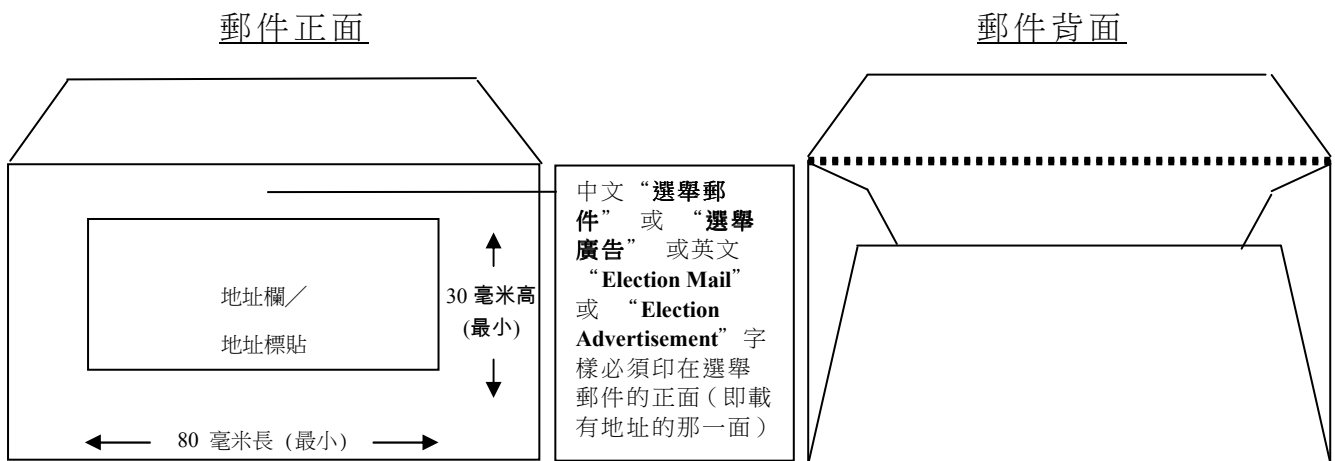 郵件正面
郵件背面
地址欄／
地址標貼
30 毫米高
(最小)
80 毫米長 (最小)
中文“選舉郵
件” 或 “選舉
廣告” 或英文
“Election Mail”
或 “Election
Advertisement” 字
樣必須印在選舉
郵件的正面（即載
有地址的那一面）